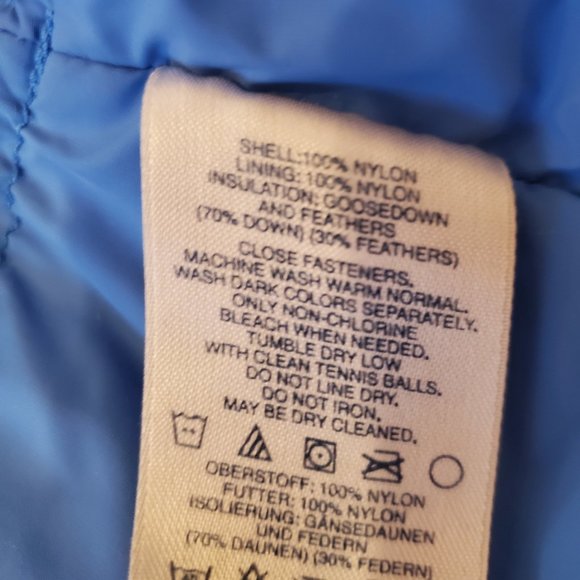 SHELL:100% NYLON
LINING: 100% NYLON
INSULATION: GOOSEDOWN
AND FEATHERS
(70% DOWN) (30% FEATHERS)
CLOSE FASTENERS.
MACHINE WASH WARM NORMAL.
WASH DARK COLORS SEPARATELY.
ONLY NON-CHLORINE
BLEACH WHEN NEEDED.
TUMBLE DRY LOW
WITH CLEAN TENNIS BALLS.
DO NOT LINE DRY.
DO NOT IRON.
MAY BE DRY CLEANED.
OBERSTOFF: 100% NYLON
FUTTER: 100% NYLON
ISOLIERUNG: GÄNSEDAUNEN
UND FEDERN
(70% DAUNEN) (30% FEDERN)